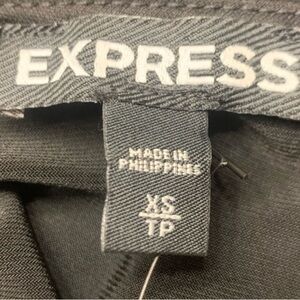 EXPRESS
MADE IN
PHILIPPINES
XS
TP